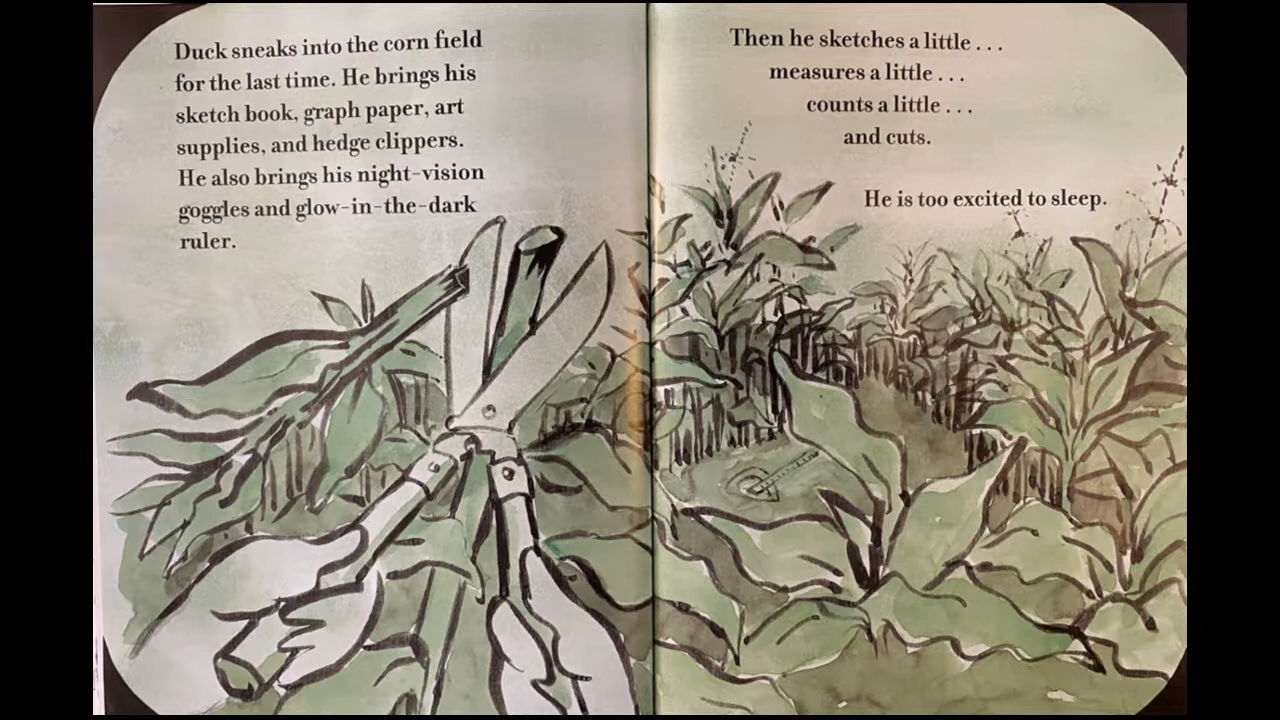 Duck sneaks into the corn field
for the last time. He brings his
sketch book, graph paper, art
supplies, and hedge clippers.
He also brings his night-vision
goggles and glow-in-the-dark
ruler.
Then he sketches a little . . .
measures a little . . .
counts a little . . .
and cuts.
He is too excited to sleep.